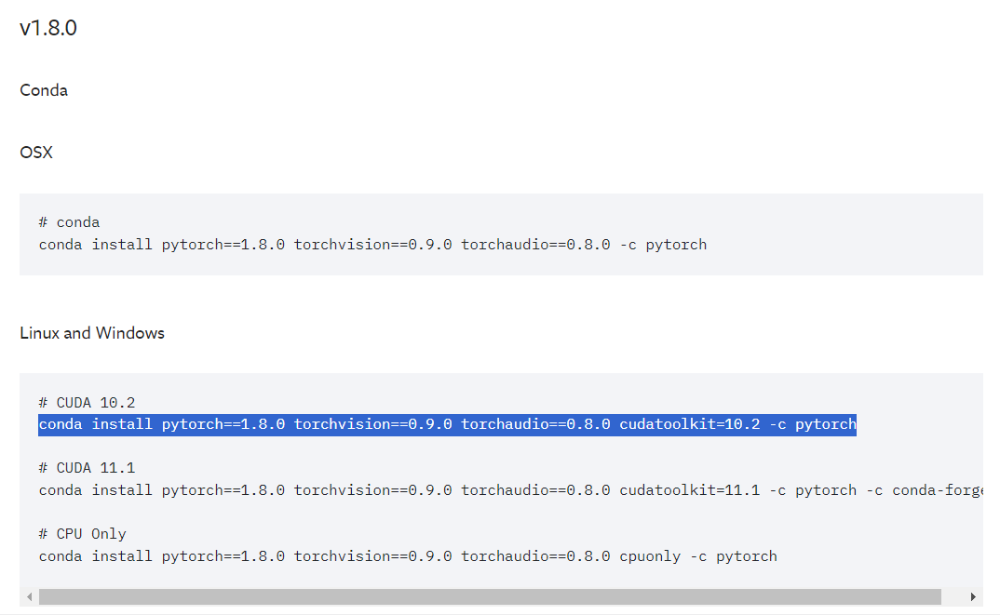 v1.8.0
Conda
OSX
# conda
conda install pytorch==1.8.0 torchvision==0.9.0 torchaudio==0.8.0 -c pytorch
Linux and Windows
# CUDA 10.2
conda install pytorch==1.8.0 torchvision==0.9.0 torchaudio==0.8.0 cudatoolkit=10.2 -c pytorch
# CUDA 11.1
conda install pytorch==1.8.0 torchvision==0.9.0 torchaudio==0.8.0 cudatoolkit=11.1 -c pytorch -c conda-forge
# CPU Only
conda install pytorch==1.8.0 torchvision==0.9.0 torchaudio==0.8.0 cpuonly -c pytorch